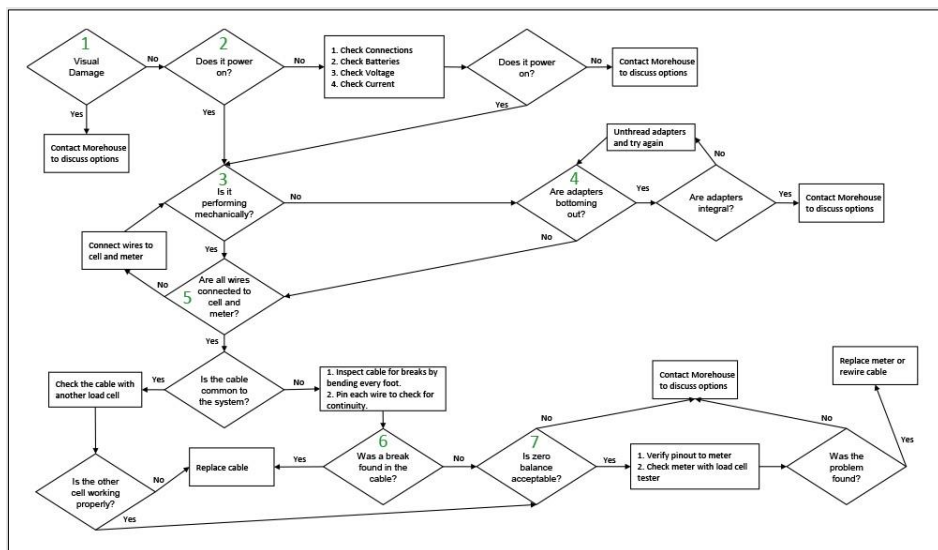 1
Visual
Damage
No
2
Does it power
on?
No
1. Check Connections
2. Check Batteries
3. Check Voltage
4. Check Current
Does it power
on?
No
Contact Morehouse
to discuss options
Yes
Contact Morehouse
to discuss options
Yes
Yes
Unthread adapters
and try again
No
3
Is it
performing
mechanically?
No
4
Are adapters
bottoming
out?
Yes
Are adapters
integral?
Yes
Contact Morehouse
to discuss options
Connect wires to
cell and meter
Yes
No
No
5
Are all wires
connected to
cell and
meter?
Yes
Check the cable with
another load cell
Yes
Is the cable
common to
the system?
No
1. Inspect cable for breaks by
bending every foot.
2. Pin each wire to check for
continuity.
Contact Morehouse
to discuss options
Replace meter or
rewire cable
No
No
Yes
Is the other
cell working
properly?
No
Replace cable
Yes
6
Was a break
found in the
cable?
No
7
Is zero
balance
acceptable?
Yes
1. Verify pinout to meter
2. Check meter with load cell
tester
Was the
problem
found?
Yes